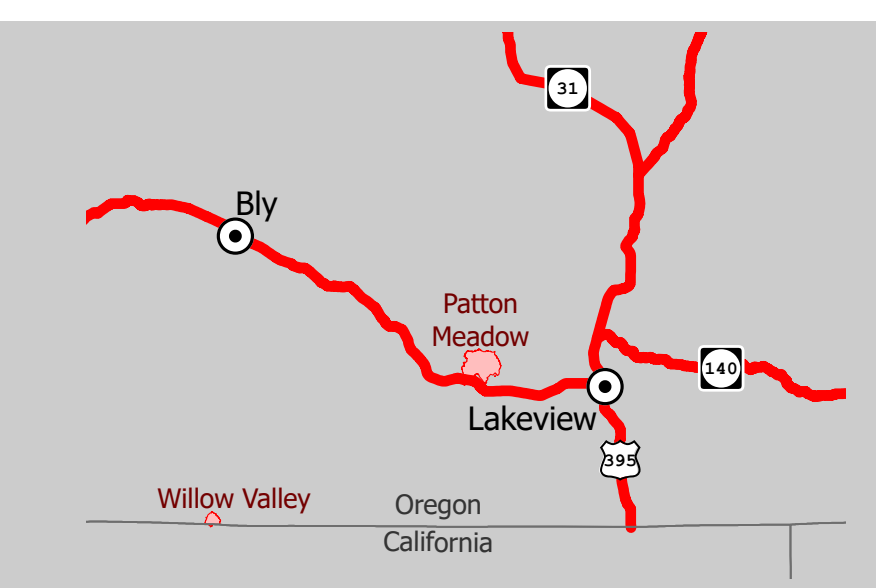 31
Bly
Patton
Meadow
140
Lakeview
395
Willow Valley
Oregon
California